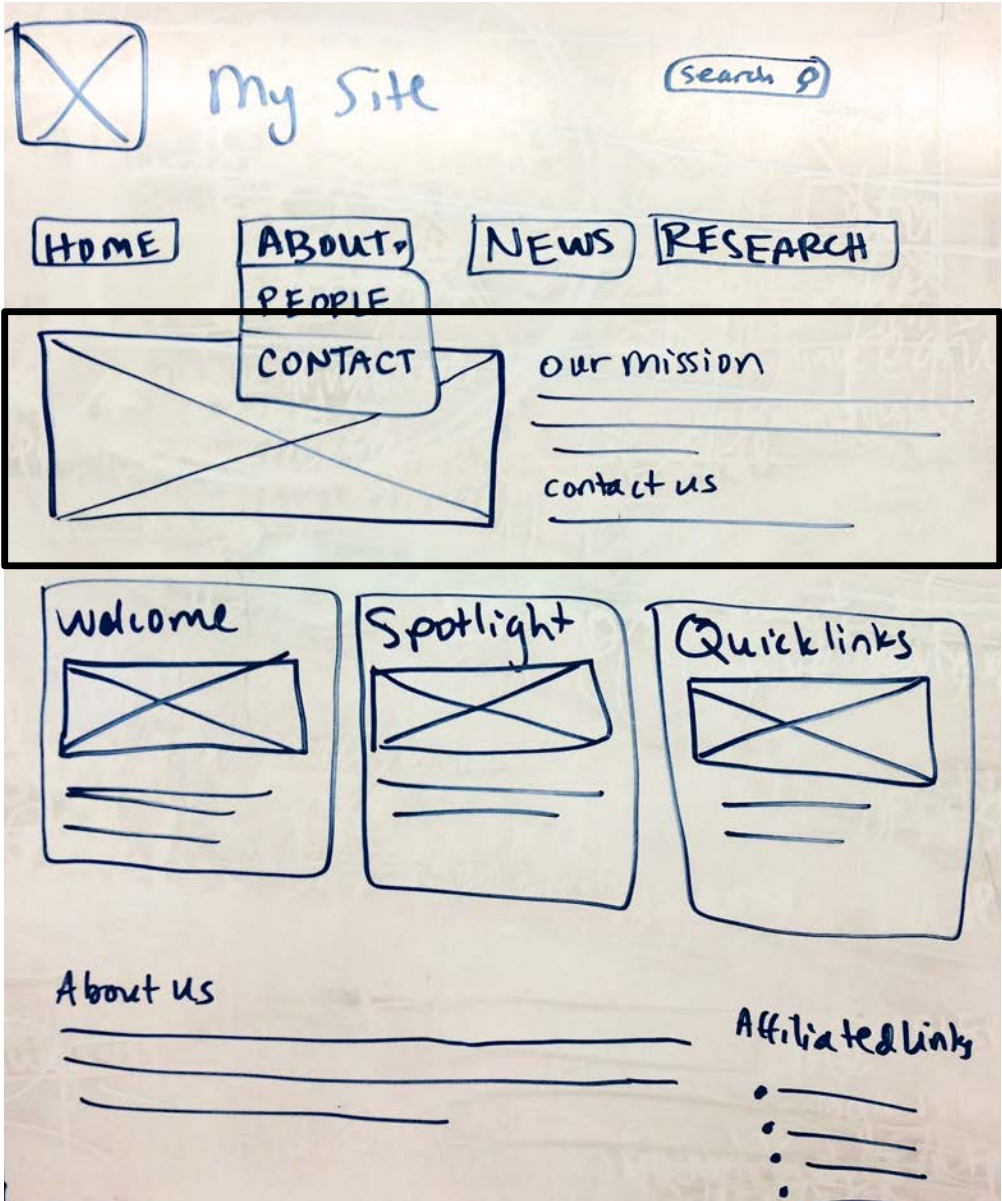 My Site
search
HOME
ABOUT
NEWS
RESEARCH
PEOPLE
CONTACT
our mission
contact us
Welcome
Spotlight
Quicklinks
About us
Affiliated links